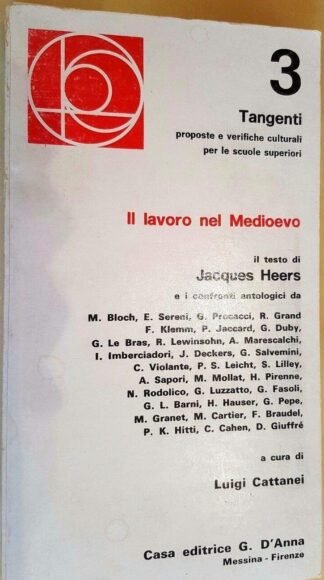 3
Tangenti
proposte e verifiche culturali
per le scuole superiori
Il lavoro nel Medioevo
il testo di
Jacques Heers
e i confronti antologici da
M. Bloch, E. Sereni, G. Procacci, R. Grand
F. Klemm, P. Jaccard, G. Duby,
G. Le Bras, R. Lewinsohn, A. Marescalchi,
I. Imberciadori, J. Deckers, G. Salvemini,
C. Violante, P. S. Leicht, S. Lilley,
A. Sapori, M. Mollat, H. Pirenne,
N. Rodolico, G. Luzzatto, G. Fasoli,
G. L. Barni, H. Hauser, G. Pepe,
M. Granet, M. Cartier, F. Braudel,
P. K. Hitti, C. Cahen, D. Giuffré
a cura di
Luigi Cattanei
Casa editrice G. D'Anna
Messina - Firenze